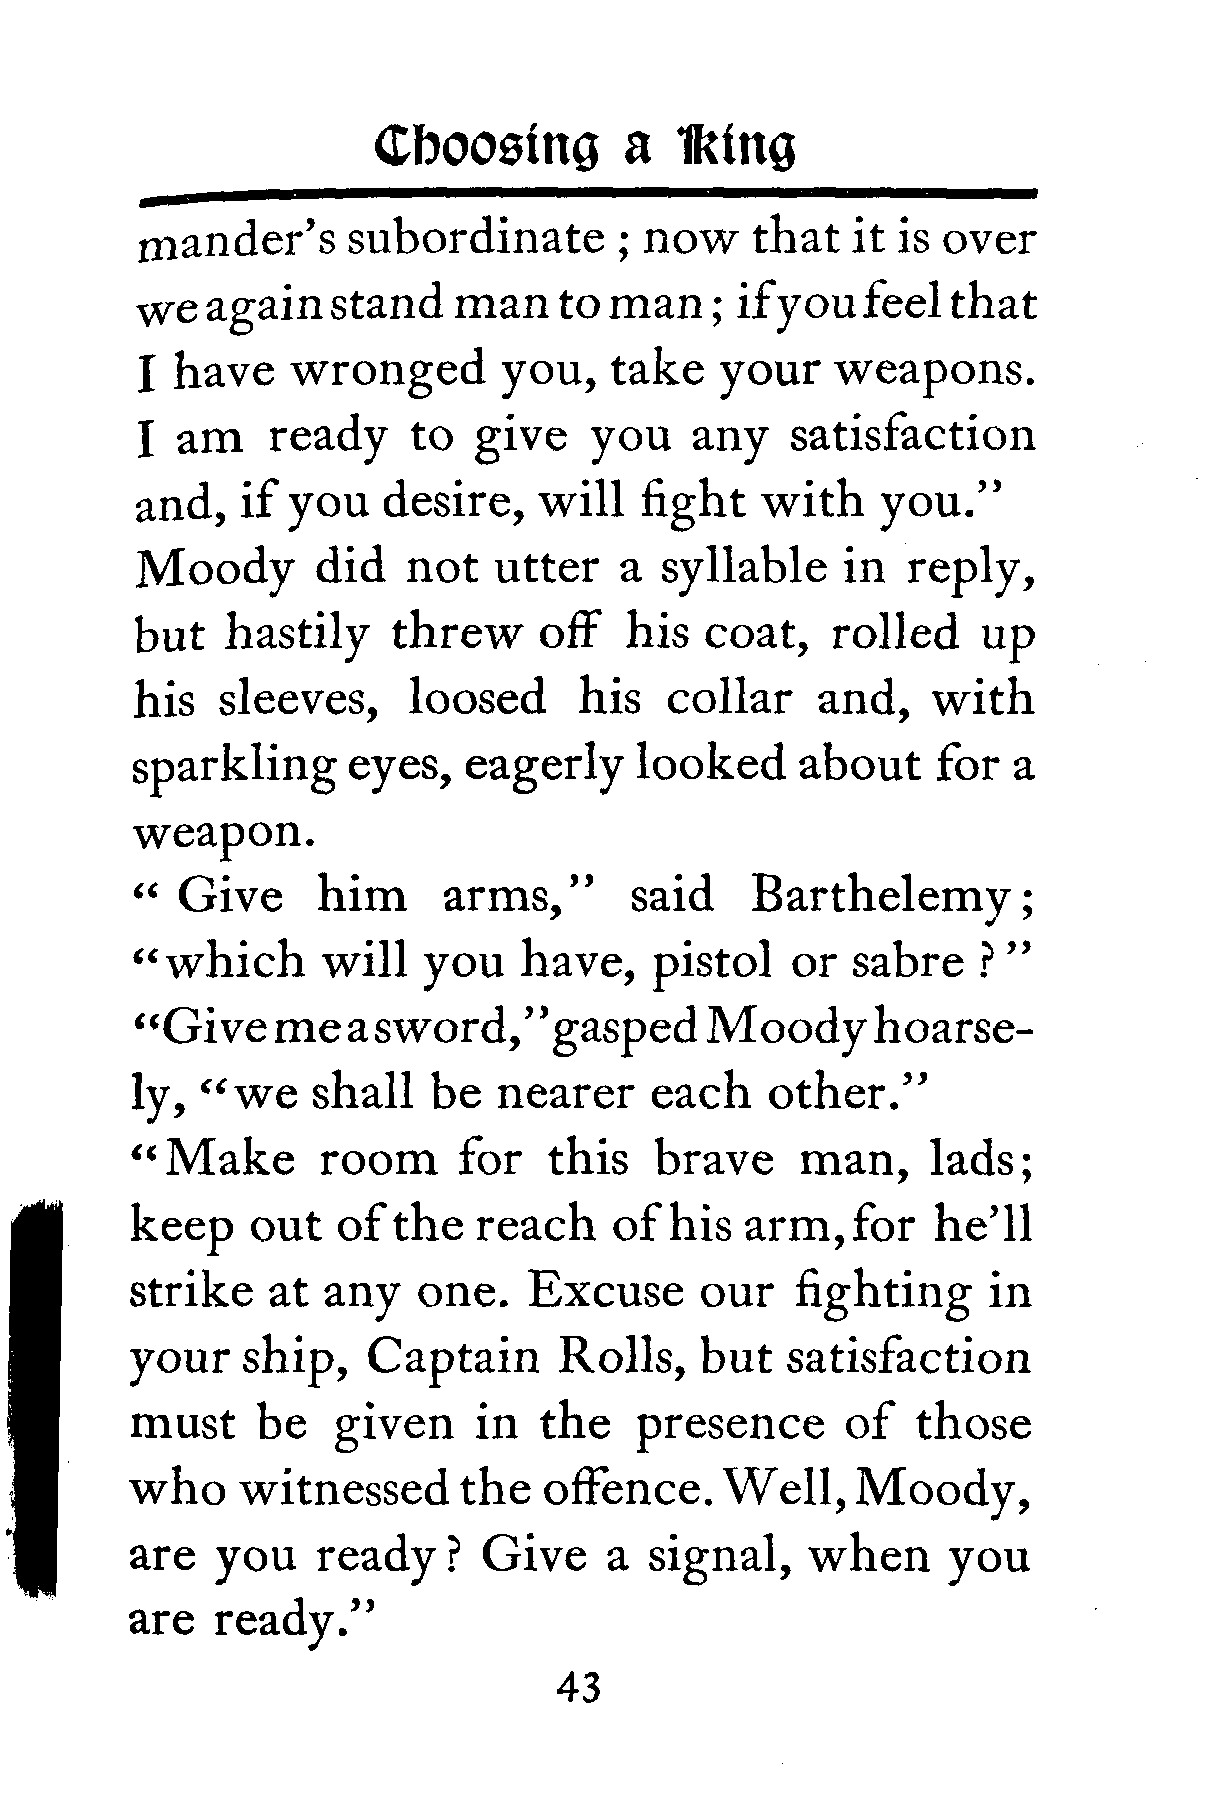 Choosing a King
mander's subordinate ; now that it is over
we again stand man to man ; if you feel that
I have wronged you, take your weapons.
I am ready to give you any satisfaction
and, if you desire, will fight with you."
Moody did not utter a syllable in reply,
but hastily threw off his coat, rolled up
his sleeves, loosed his collar and, with
sparkling eyes, eagerly looked about for a
weapon.
" Give him arms," said Barthelemy ;
"which will you have, pistol or sabre ? "
"Give me a sword," gasped Moody hoarse-
ly, "we shall be nearer each other."
"Make room for this brave man, lads;
keep out of the reach of his arm, for he'll
strike at any one. Excuse our fighting in
your ship, Captain Rolls, but satisfaction
must be given in the presence of those
who witnessed the offence. Well, Moody,
are you ready ? Give a signal, when you
are ready."
43